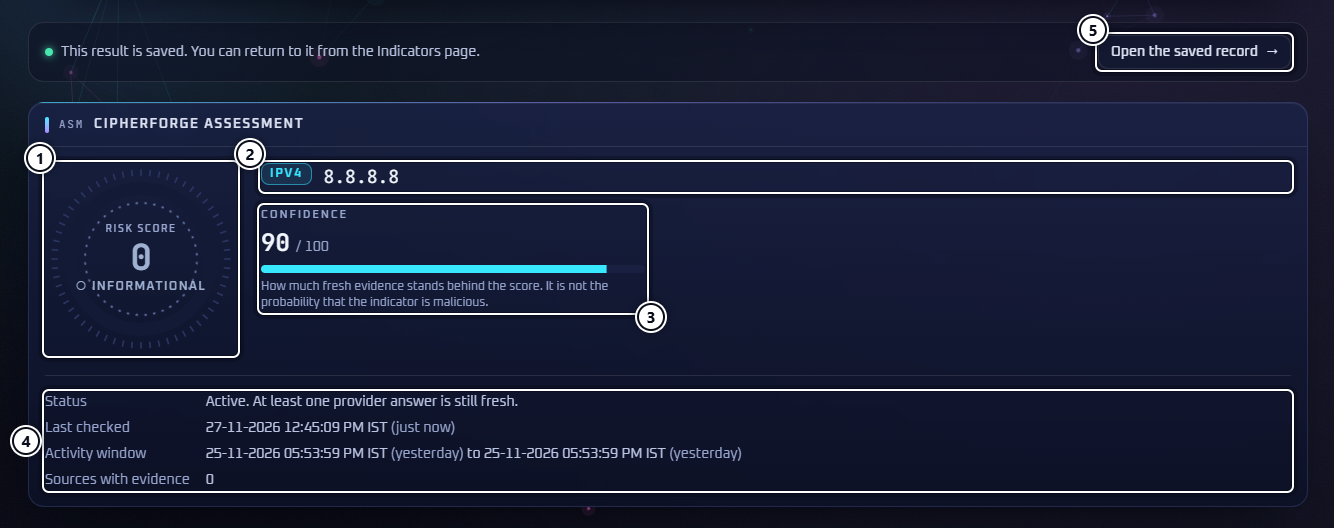 This result is saved. You can return to it from the Indicators page.
5
Open the saved record →
ASM CIPHERFORGE ASSESSMENT
1
2
IPV4 8.8.8.8
RISK SCORE
0
INFORMATIONAL
CONFIDENCE
90 / 100
How much fresh evidence stands behind the score. It is not the
probability that the indicator is malicious.
3
4
Status Active. At least one provider answer is still fresh.
Last checked 27-11-2026 12:45:09 PM IST (just now)
Activity window 25-11-2026 05:53:59 PM IST (yesterday) to 25-11-2026 05:53:59 PM IST (yesterday)
Sources with evidence 0